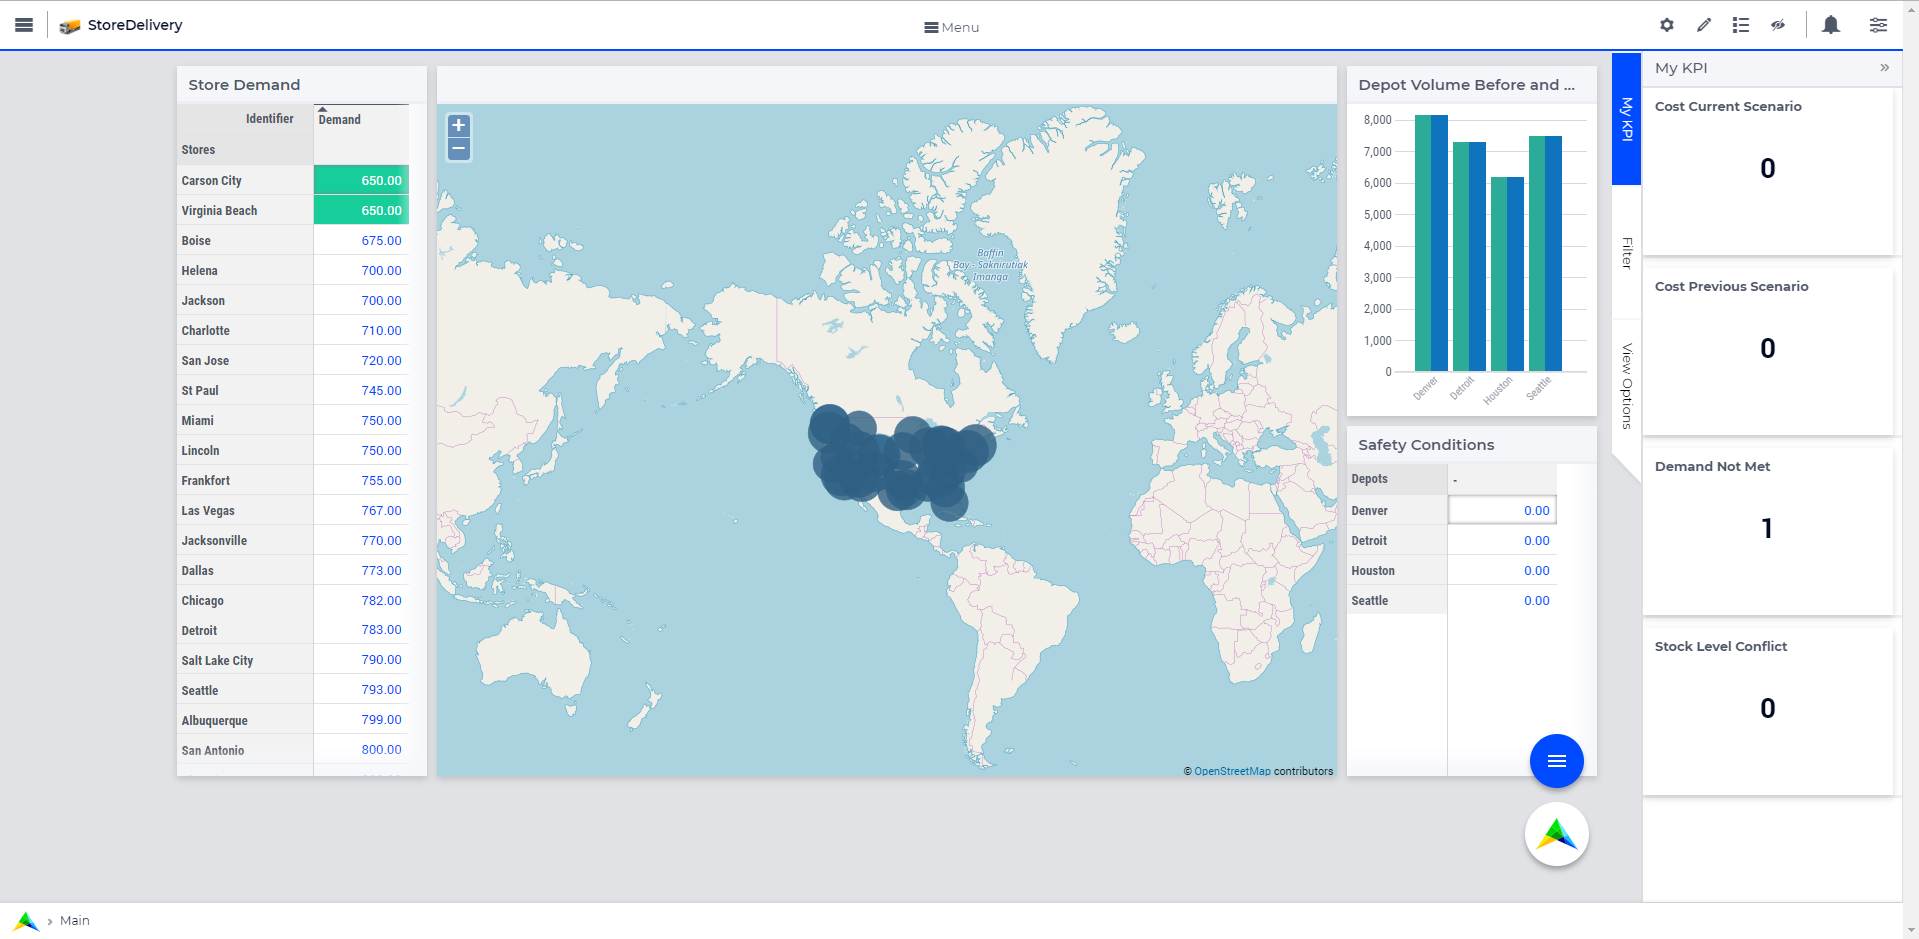 StoreDelivery
Menu
Store Demand
Identifier Demand
Stores
Carson City 650.00
Virginia Beach 650.00
Boise 675.00
Helena 700.00
Jackson 700.00
Charlotte 710.00
San Jose 720.00
St Paul 745.00
Miami 750.00
Lincoln 750.00
Frankfort 755.00
Las Vegas 767.00
Jacksonville 770.00
Dallas 773.00
Chicago 782.00
Detroit 783.00
Salt Lake City 790.00
Seattle 793.00
Albuquerque 799.00
San Antonio 800.00
+
−
Baffin
Bay - Saknirutiak
Imanga
© OpenStreetMap contributors
Depot Volume Before and ...
8,000
7,000
6,000
5,000
4,000
3,000
2,000
1,000
0
Denver
Detroit
Houston
Seattle
Safety Conditions
Depots -
Denver 0.00
Detroit 0.00
Houston 0.00
Seattle 0.00
My KPI
Filter
View Options
My KPI »
Cost Current Scenario
0
Cost Previous Scenario
0
Demand Not Met
1
Stock Level Conflict
0
Main